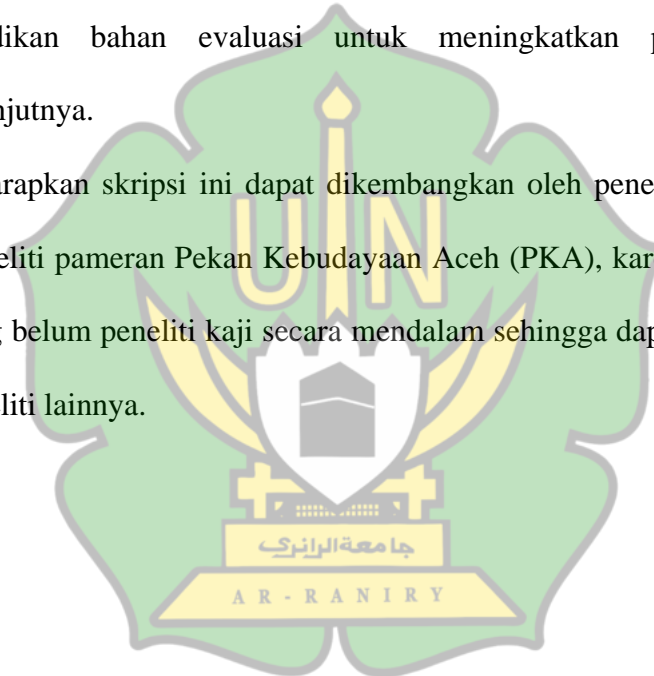 dikan bahan evaluasi untuk meningkatkan p
njutnya.
arapkan skripsi ini dapat dikembangkan oleh pene
eliti pameran Pekan Kebudayaan Aceh (PKA), kar
g belum peneliti kaji secara mendalam sehingga dap
liti lainnya.
UIN
جامعة الرانري
AR-RANIRY